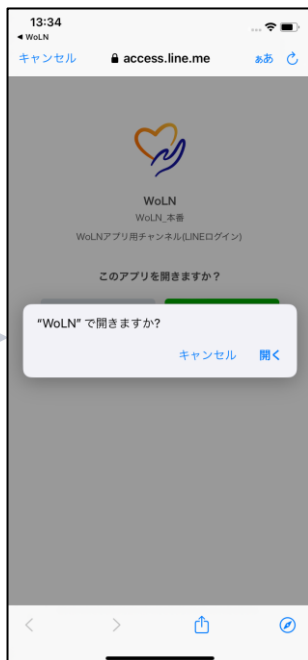 13:34
◀ WoLN
キャンセル access.line.me ぁあ
WoLN
WoLN_本番
WoLNアプリ用チャンネル(LINEログイン)
このアプリを開きますか？
“WoLN” で開きますか?
キャンセル 開く